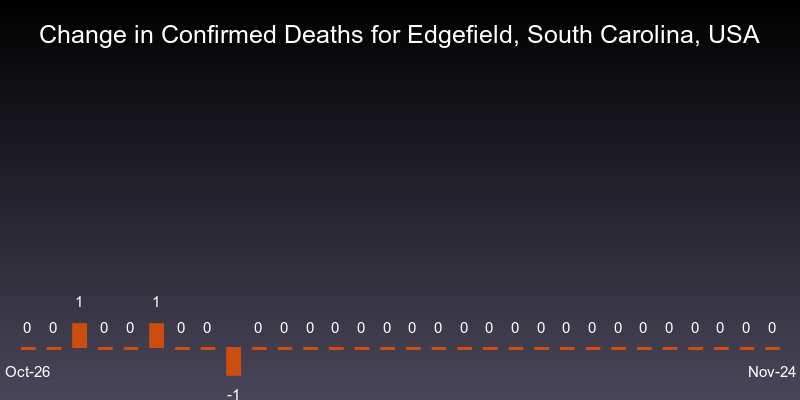 Change in Confirmed Deaths for Edgefield, South Carolina, USA
1 1
0 0 0 0 0 0 0 0 0 0 0 0 0 0 0 0 0 0 0 0 0 0 0 0 0 0 0
Oct-26 Nov-24
-1